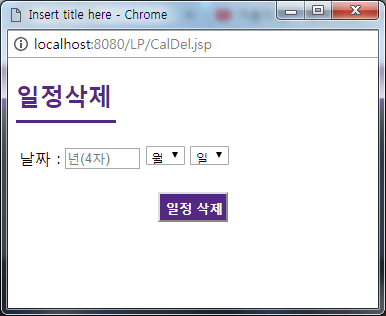 Insert title here - Chrome
localhost:8080/LP/CalDel.jsp
일정삭제
날짜 : 년(4자) 월 일
일정 삭제